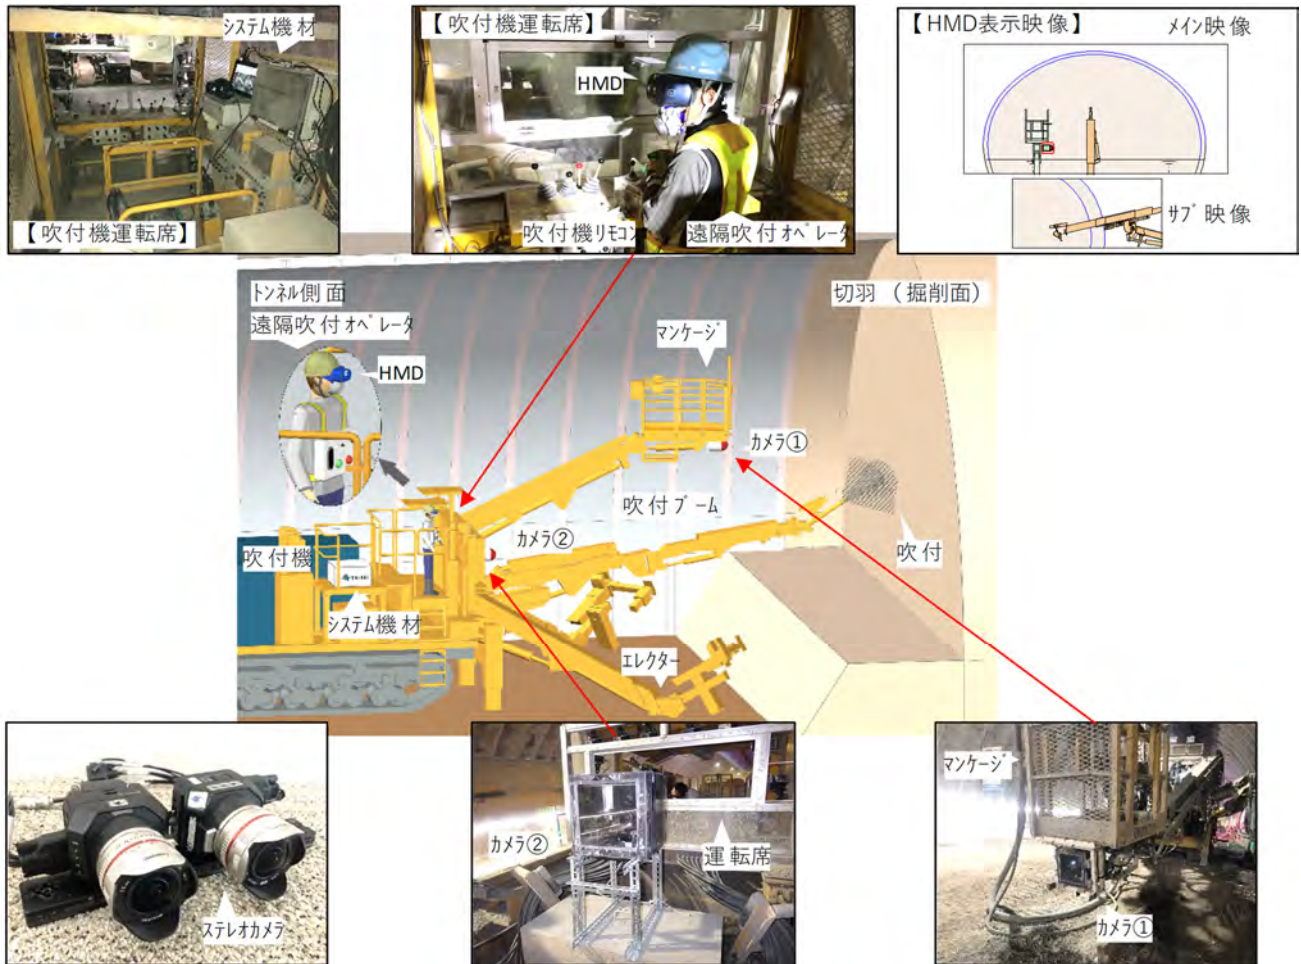 システム機材
【吹付機運転席】
【吹付機運転席】
HMD
吹付機リモコン
遠隔吹付オペレータ
【HMD表示映像】
メイン映像
サブ映像
トンネル側面
遠隔吹付オペレータ
HMD
マンケージ
切羽（掘削面）
カメラ①
吹付ブーム
カメラ②
吹付
吹付機
システム機材
エレクター
ステレオカメラ
カメラ②
運転席
マンケージ
カメラ①